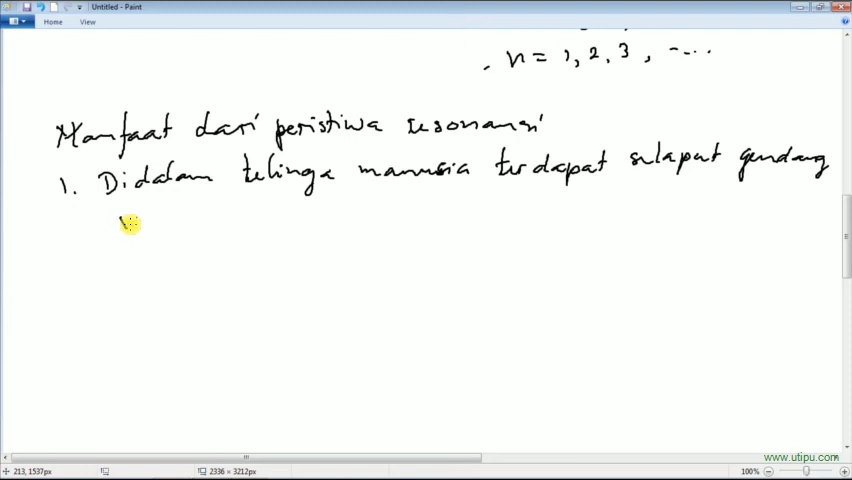 Untitled - Paint
Home View
, n = 1, 2, 3, ....
Manfaat dari peristiwa resonansi
1. Didalam telinga manusia terdapat selaput gendang
www.utipu.com
213, 1537px 2336 × 3212px 100%